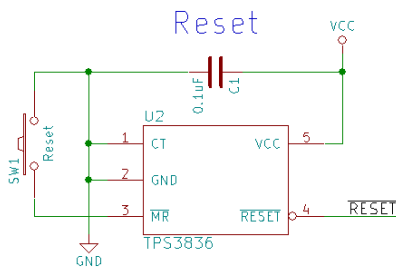 Reset
VCC
0.1uF
C1
U2
SW1
Reset
1
CT
VCC
5
2
GND
3
MR
RESET
4
RESET
TPS3836
GND